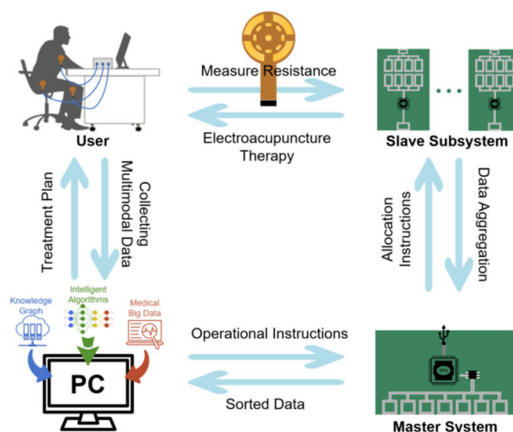 Measure Resistance
Electroacupuncture
Therapy
User
Slave Subsystem
Treatment Plan
Collecting
Multimodal Data
Allocation
Instructions
Data Aggregation
Intelligent
Algorithms
Knowledge
Graph
Medical
Big Data
PC
Operational Instructions
Sorted Data
Master System